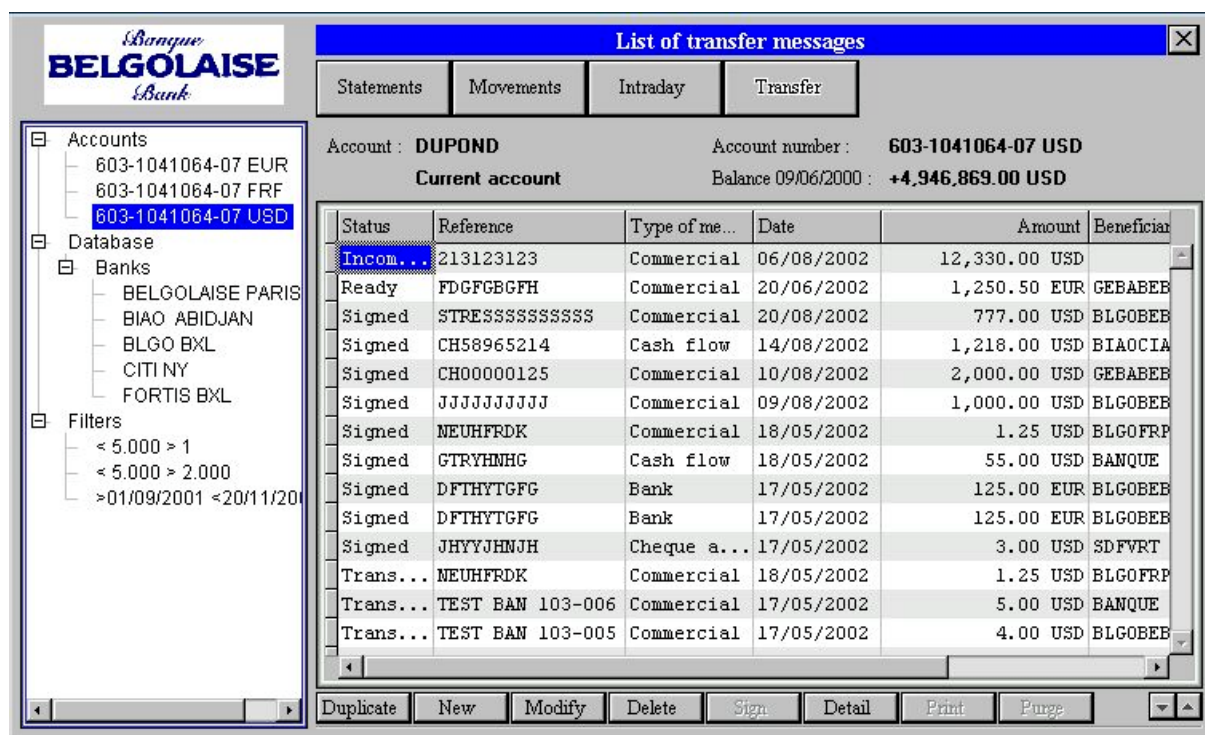 Banque
BELGOLAISE
Bank
List of transfer messages
Statements Movements Intraday Transfer
Accounts
603-1041064-07 EUR
603-1041064-07 FRF
603-1041064-07 USD
Database
Banks
BELGOLAISE PARIS
BIAO ABIDJAN
BLGO BXL
CITI NY
FORTIS BXL
Filters
< 5.000 > 1
< 5.000 > 2.000
>01/09/2001 <20/11/200
Account : DUPOND Account number : 603-1041064-07 USD
Current account Balance 09/06/2000 : +4,946,869.00 USD
Status Reference Type of me... Date Amount Beneficiar
Incom... 213123123 Commercial 06/08/2002 12,330.00 USD
Ready FDGFGBGFH Commercial 20/06/2002 1,250.50 EUR GEBABEB
Signed STRESSSSSSSSSS Commercial 20/08/2002 777.00 USD BLGOBEB
Signed CH58965214 Cash flow 14/08/2002 1,218.00 USD BIAOCIA
Signed CH00000125 Commercial 10/08/2002 2,000.00 USD GEBABEB
Signed JJJJJJJJJJ Commercial 09/08/2002 1,000.00 USD BLGOBEB
Signed NEUHFRDK Commercial 18/05/2002 1.25 USD BLGOFRP
Signed GTRYHNHG Cash flow 18/05/2002 55.00 USD BANQUE
Signed DFTHYTGFG Bank 17/05/2002 125.00 EUR BLGOBEB
Signed DFTHYTGFG Bank 17/05/2002 125.00 EUR BLGOBEB
Signed JHYYJHNJH Cheque a... 17/05/2002 3.00 USD SDFVRT
Trans... NEUHFRDK Commercial 18/05/2002 1.25 USD BLGOFRP
Trans... TEST BAN 103-006 Commercial 17/05/2002 5.00 USD BANQUE
Trans... TEST BAN 103-005 Commercial 17/05/2002 4.00 USD BLGOBEB
Duplicate New Modify Delete Sign Detail Print Purge